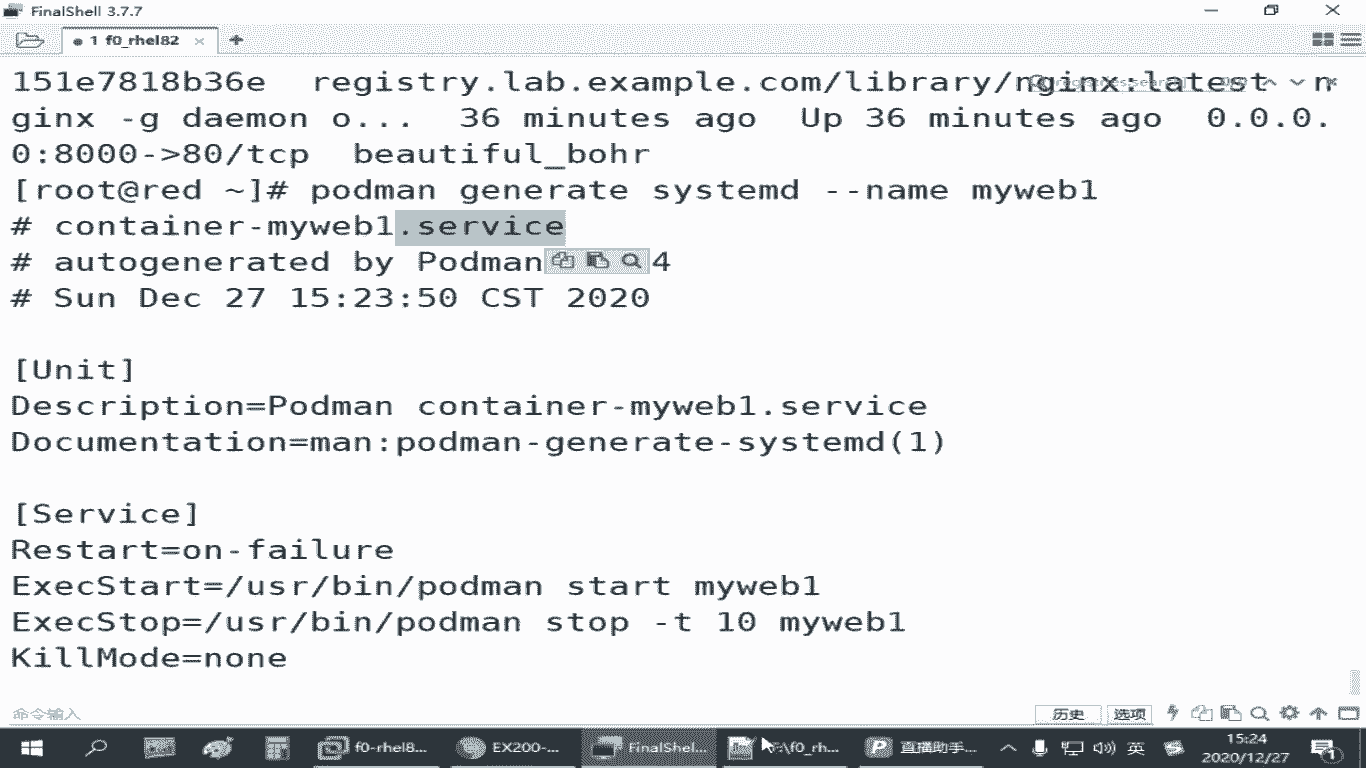 FinalShell 3.7.7
1 f0_rhel82
151e7818b36e registry.lab.example.com/library/nginx:latest n
ginx -g daemon o... 36 minutes ago Up 36 minutes ago 0.0.0.
0:8000->80/tcp beautiful_bohr
[root@red ~]# podman generate systemd --name myweb1
# container-myweb1.service
# autogenerated by Podman 4
# Sun Dec 27 15:23:50 CST 2020
[Unit]
Description=Podman container-myweb1.service
Documentation=man:podman-generate-systemd(1)
[Service]
Restart=on-failure
ExecStart=/usr/bin/podman start myweb1
ExecStop=/usr/bin/podman stop -t 10 myweb1
KillMode=none
命令输入
历史 选项
f0-rhel8... EX200-... FinalShel... \f0_rh... 直播助手... 英 15:24
2020/12/27 1